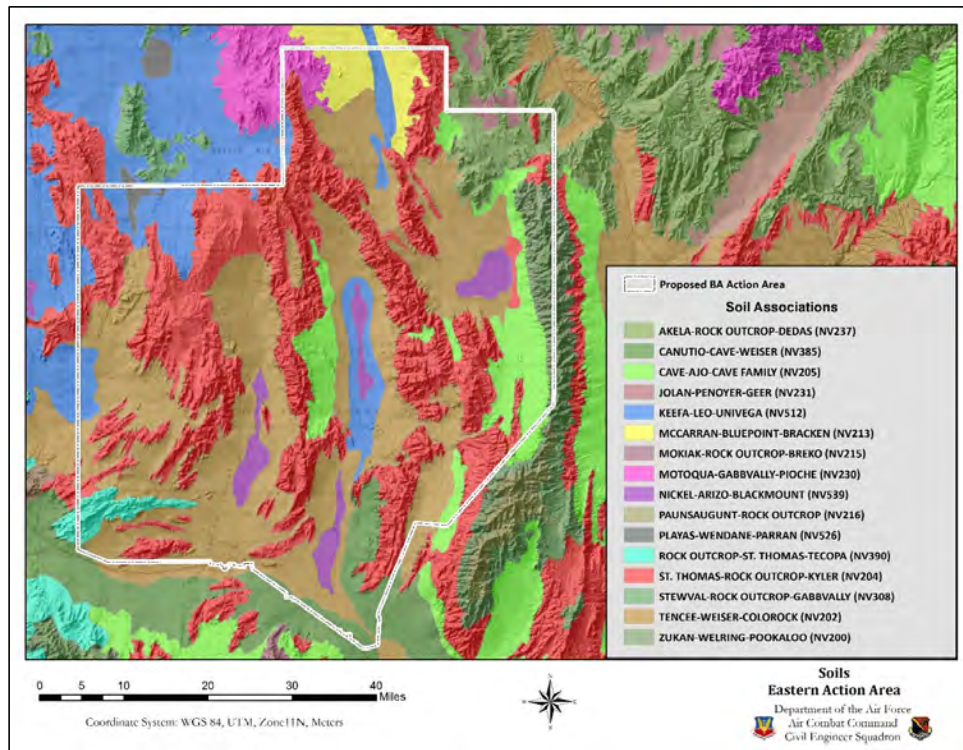 Proposed BA Action Area
Soil Associations
AKELA-ROCK OUTCROP-DEDAS (NV237)
CANUTIO-CAVE-WEISER (NV385)
CAVE-AJO-CAVE FAMILY (NV205)
JOLAN-PENOYER-GEER (NV231)
KEEFA-LEO-UNIVEGA (NV512)
MCCARRAN-BLUEPOINT-BRACKEN (NV213)
MOKIAK-ROCK OUTCROP-BREKO (NV215)
MOTOQUA-GABBVALLY-PIOCHE (NV230)
NICKEL-ARIZO-BLACKMOUNT (NV539)
PAUNSAUGUNT-ROCK OUTCROP (NV216)
PLAYAS-WENDANE-PARRAN (NV526)
ROCK OUTCROP-ST. THOMAS-TECOPA (NV390)
ST. THOMAS-ROCK OUTCROP-KYLER (NV204)
STEWVAL-ROCK OUTCROP-GABBVALLY (NV308)
TENCEE-WEISER-COLOROCK (NV202)
ZUKAN-WELRING-POOKALOO (NV200)
0 5 10 20 30 40
Miles
Coordinate System: WGS 84, UTM, Zone11N, Meters
Soils
Eastern Action Area
Department of the Air Force
Air Combat Command
Civil Engineer Squadron